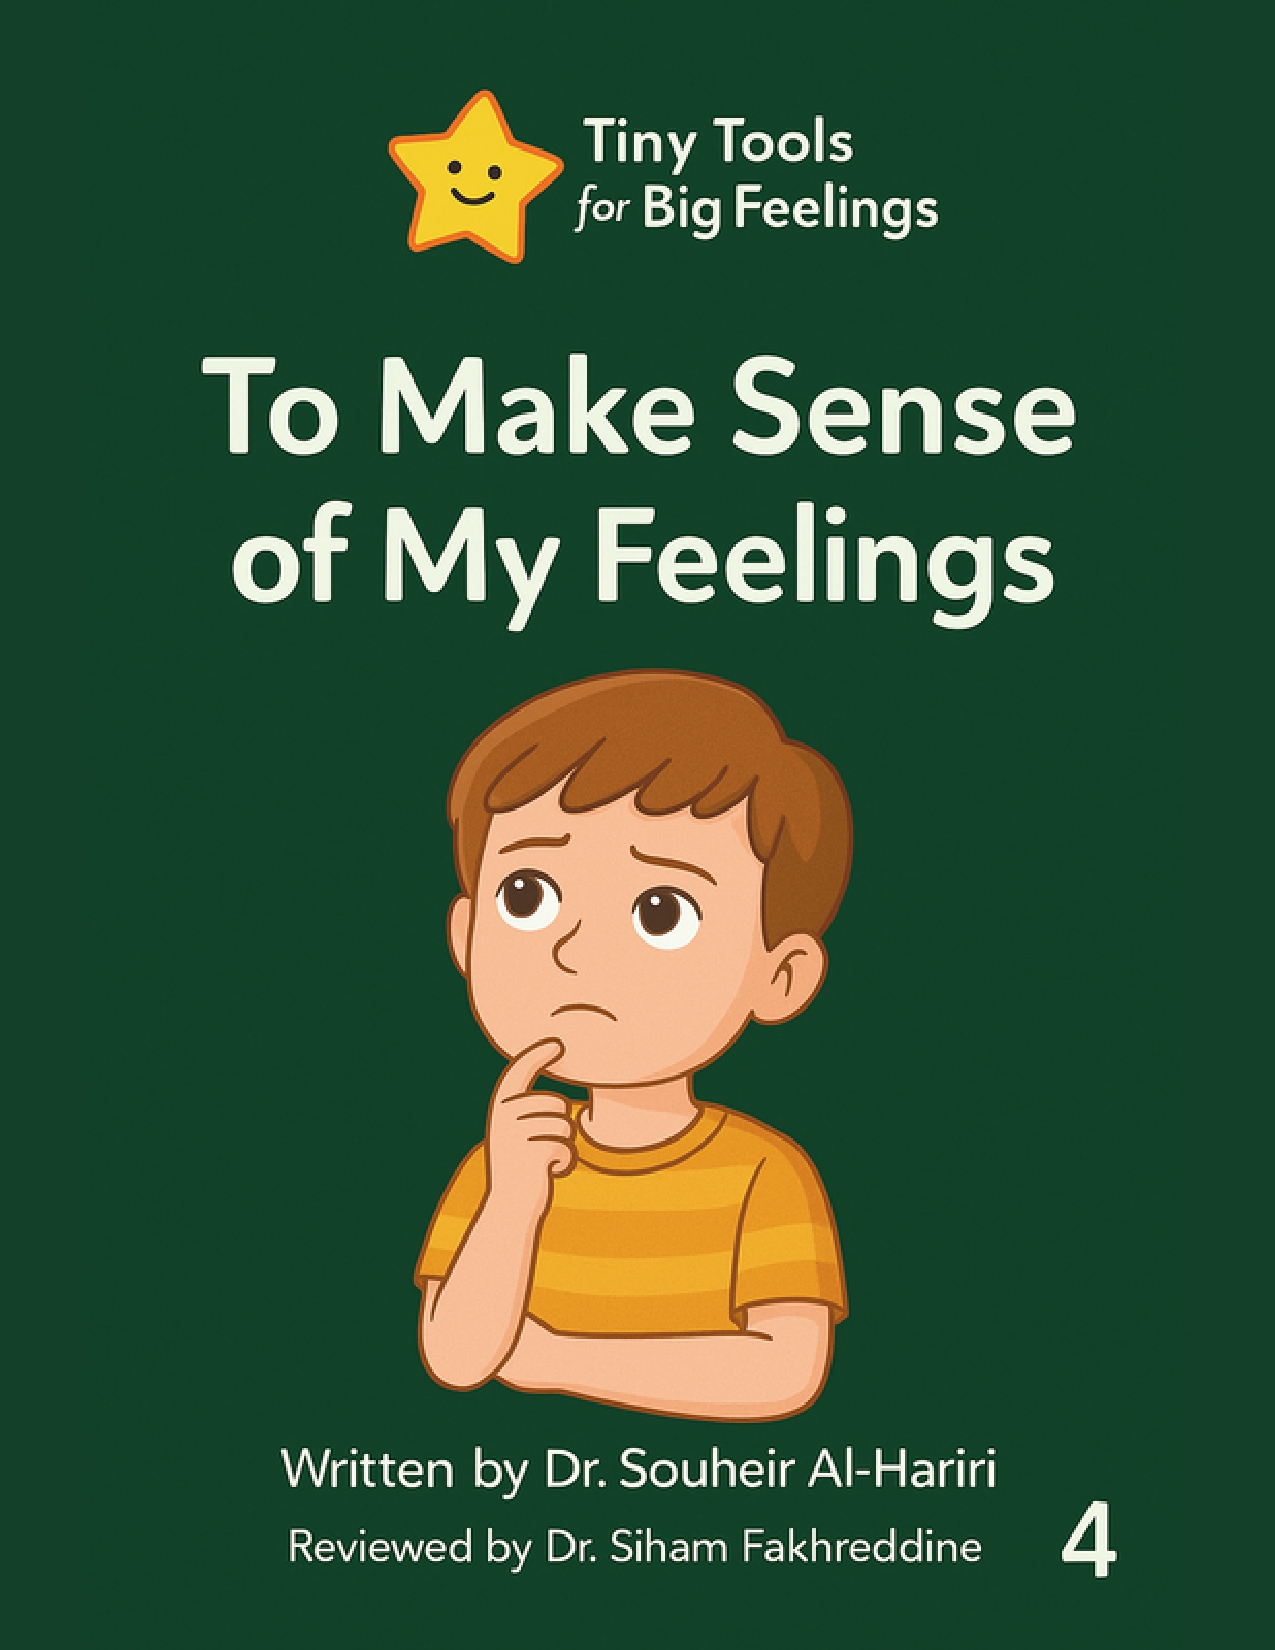 Tiny Tools
for Big Feelings
To Make Sense
of My Feelings
Written by Dr. Souheir Al-Hariri
Reviewed by Dr. Siham Fakhreddine
4